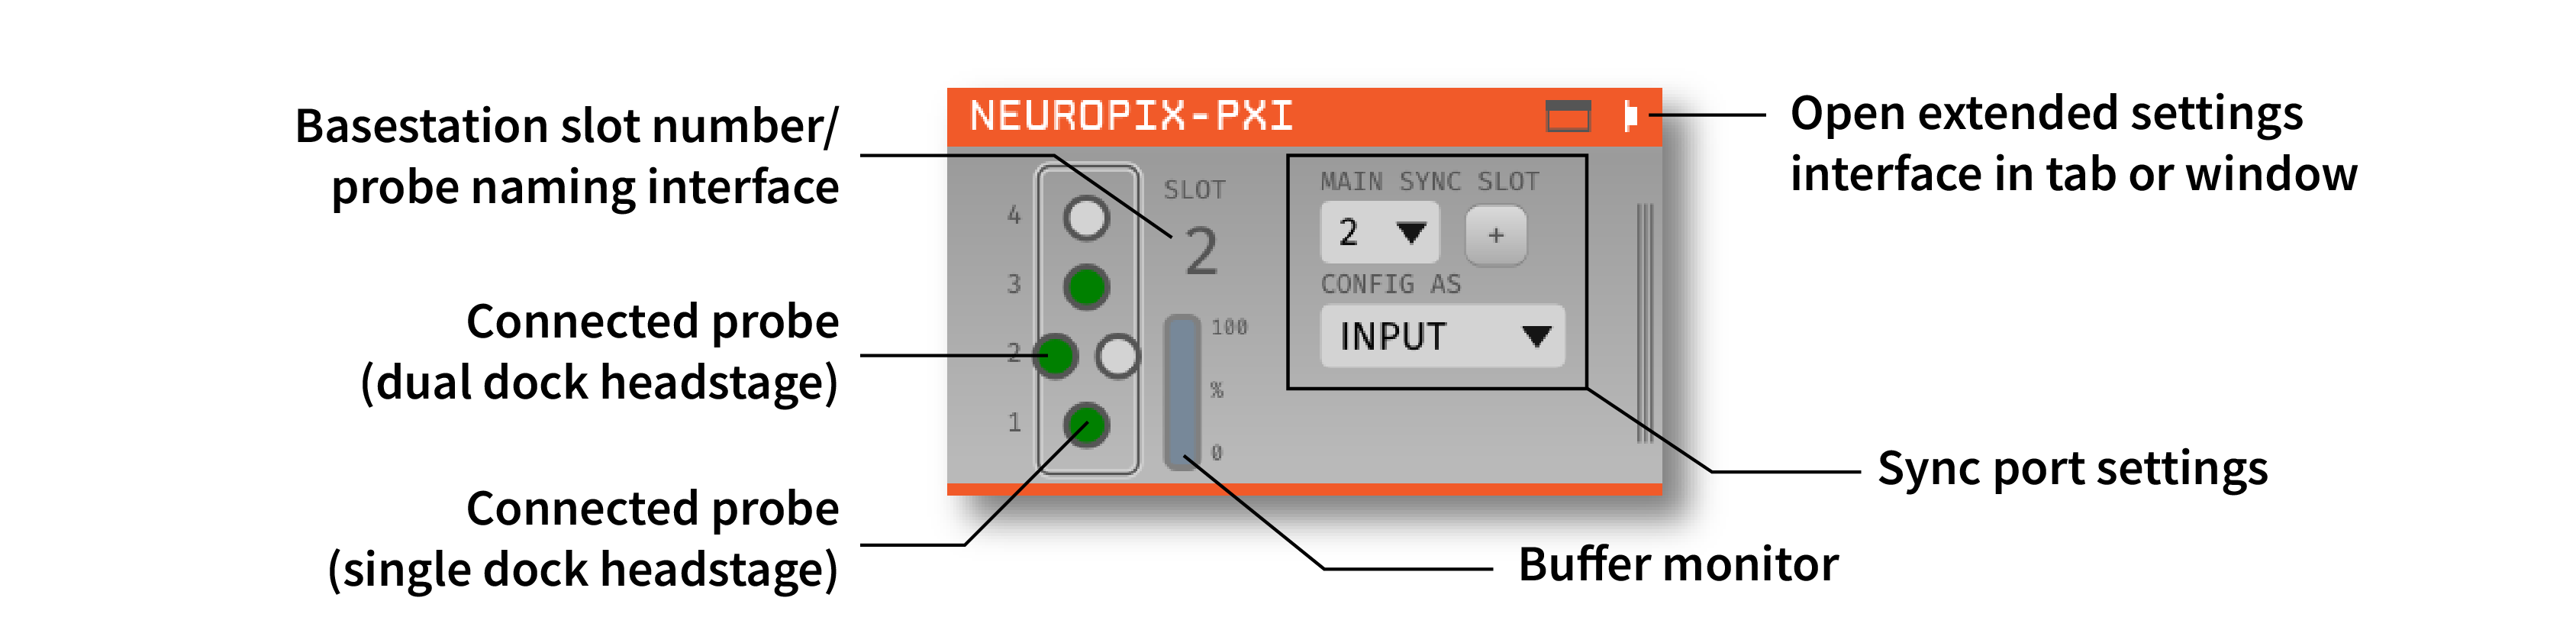 Basestation slot number/
probe naming interface
Connected probe
(dual dock headstage)
Connected probe
(single dock headstage)
NEUROPIX-PXI
4
3
2
1
SLOT
2
100
%
0
MAIN SYNC SLOT
2
+
CONFIG AS
INPUT
Open extended settings
interface in tab or window
Sync port settings
Buffer monitor